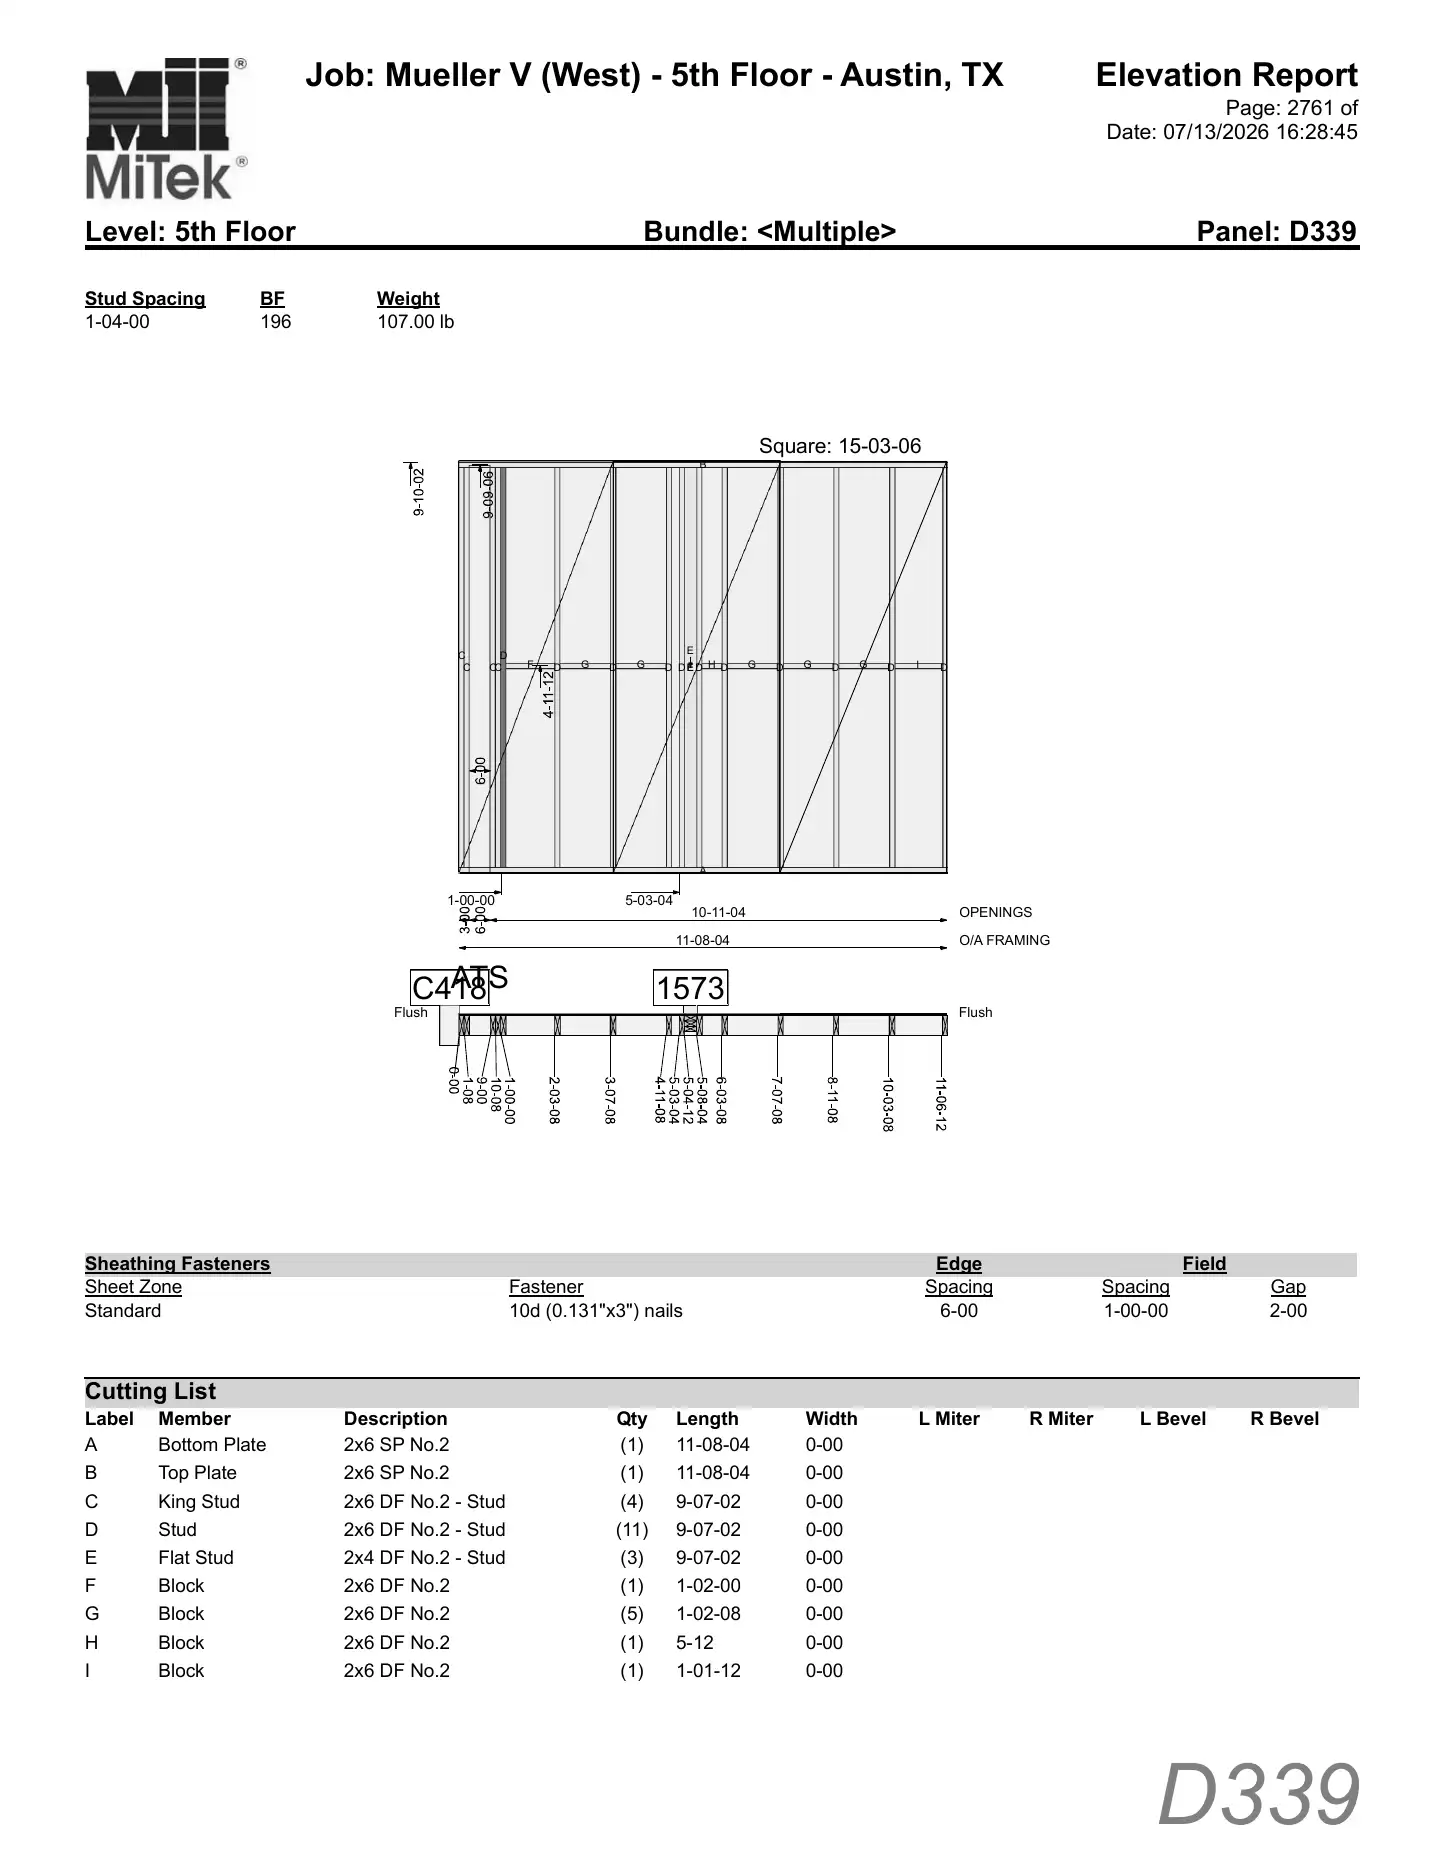 Job: Mueller V (West) - 5th Floor - Austin, TX
Elevation Report
Page: 2761 of
Date: 07/13/2026 16:28:45
MiTek®
Level: 5th Floor Bundle: <Multiple> Panel: D339
Stud Spacing BF Weight
1-04-00 196 107.00 lb
Square: 15-03-06
B
9-10-02
9-09-06
E
C D
C C C F D G D G D D E D H D G D G D G D I D
4-11-12
6-00
A
1-00-00 5-03-04
3-00 6-00 10-11-04 OPENINGS
11-08-04 O/A FRAMING
ATS
C418 1573
Flush Flush
0-00 1-08 9-00 10-08 1-00-00 2-03-08 3-07-08 4-11-08 5-03-04 5-04-12 5-08-04 6-03-08 7-07-08 8-11-08 10-03-08 11-06-12
Sheathing Fasteners Edge Field
Sheet Zone Fastener Spacing Spacing Gap
Standard 10d (0.131"x3") nails 6-00 1-00-00 2-00
Cutting List
Label Member Description Qty Length Width L Miter R Miter L Bevel R Bevel
A Bottom Plate 2x6 SP No.2 (1) 11-08-04 0-00
B Top Plate 2x6 SP No.2 (1) 11-08-04 0-00
C King Stud 2x6 DF No.2 - Stud (4) 9-07-02 0-00
D Stud 2x6 DF No.2 - Stud (11) 9-07-02 0-00
E Flat Stud 2x4 DF No.2 - Stud (3) 9-07-02 0-00
F Block 2x6 DF No.2 (1) 1-02-00 0-00
G Block 2x6 DF No.2 (5) 1-02-08 0-00
H Block 2x6 DF No.2 (1) 5-12 0-00
I Block 2x6 DF No.2 (1) 1-01-12 0-00
D339